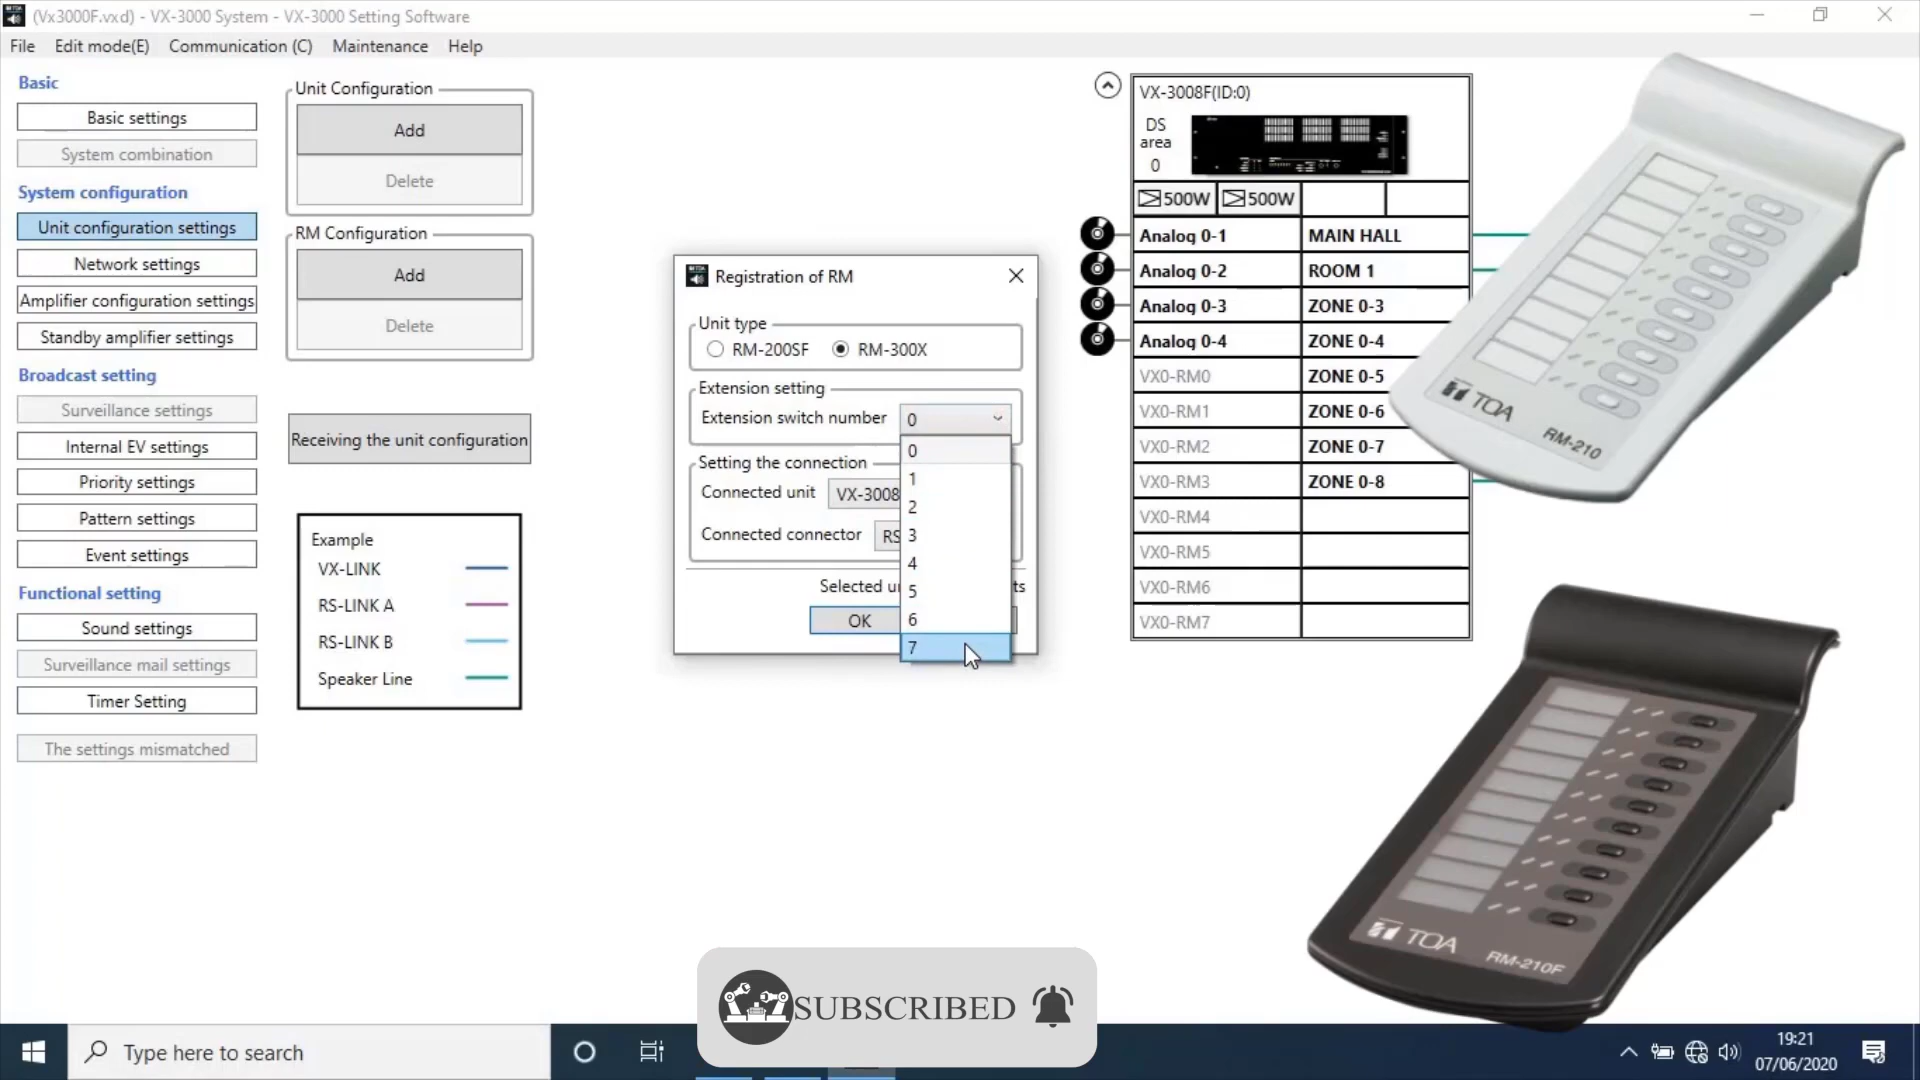 (Vx3000F.vxd) - VX-3000 System - VX-3000 Setting Software
File Edit mode(E) Communication (C) Maintenance Help
Basic
Basic settings
System combination
System configuration
Unit configuration settings
Network settings
Amplifier configuration settings
Standby amplifier settings
Broadcast setting
Surveillance settings
Internal EV settings
Priority settings
Pattern settings
Event settings
Functional setting
Sound settings
Surveillance mail settings
Timer Setting
The settings mismatched
Unit Configuration
Add
Delete
RM Configuration
Add
Delete
Receiving the unit configuration
Example
VX-LINK
RS-LINK A
RS-LINK B
Speaker Line
Registration of RM
Unit type
RM-200SF RM-300X
Extension setting
Extension switch number 0
0
1
2
3
4
5
6
7
Setting the connection
Connected unit VX-3008
Connected connector RS
Selected
OK
VX-3008F(ID:0)
DS
area
0
500W 500W
Analog 0-1 MAIN HALL
Analog 0-2 ROOM 1
Analog 0-3 ZONE 0-3
Analog 0-4 ZONE 0-4
VX0-RM0 ZONE 0-5
VX0-RM1 ZONE 0-6
VX0-RM2 ZONE 0-7
VX0-RM3 ZONE 0-8
VX0-RM4
VX0-RM5
VX0-RM6
VX0-RM7
TOA
RM-210
TOA
RM-210F
SUBSCRIBED
Type here to search
19:21
07/06/2020